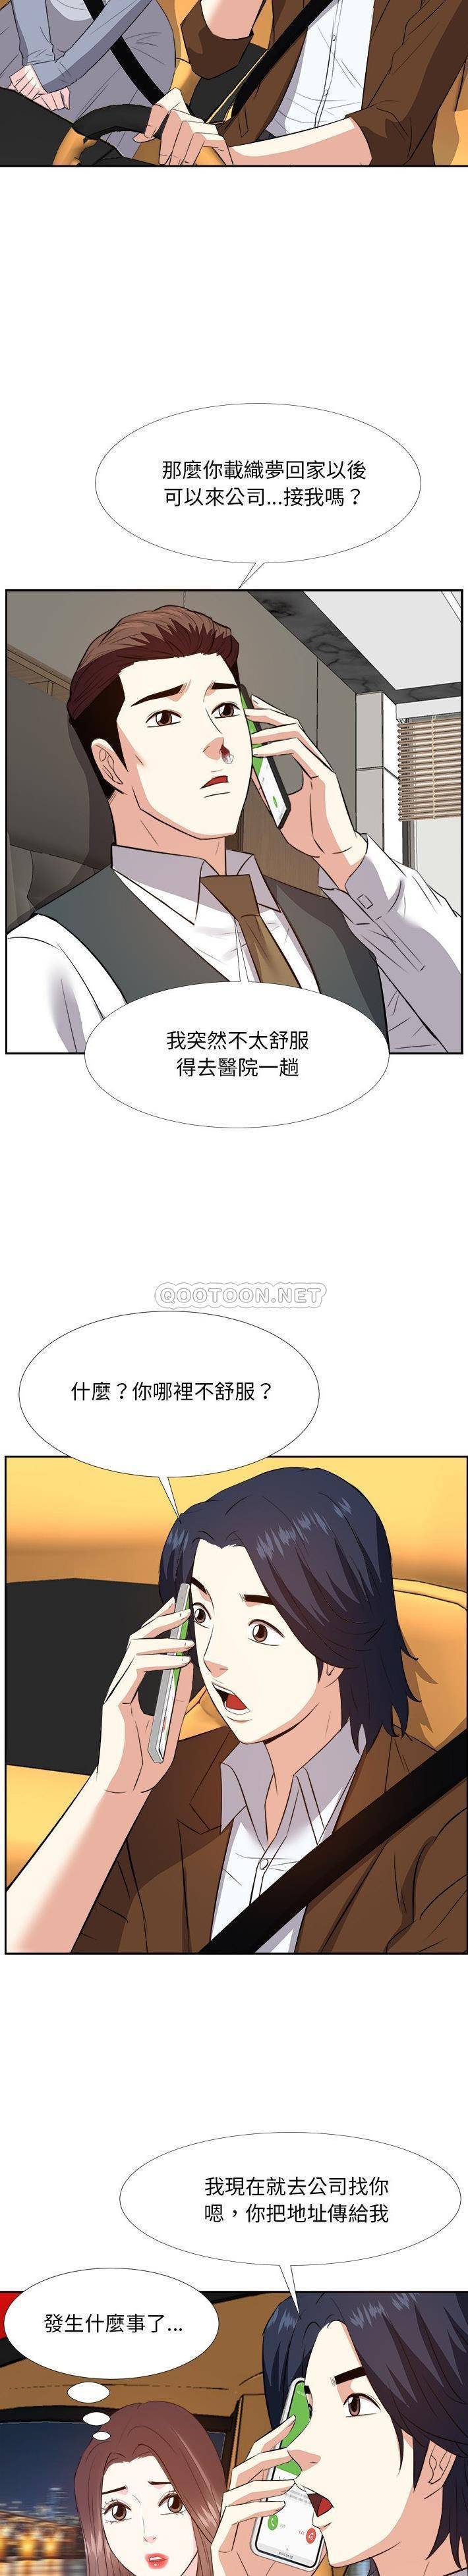 那麼你載織夢回家以後
可以來公司...接我嗎？
我突然不太舒服
得去醫院一趟
QOOTOON.NET
什麼？你哪裡不舒服？
我現在就去公司找你
嗯，你把地址傳給我
發生什麼事了...